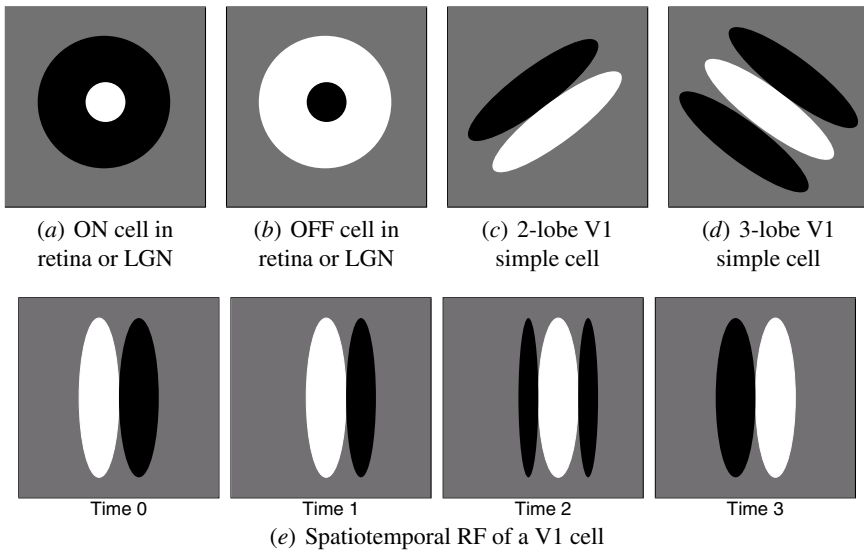 (a) ON cell in
retina or LGN
(b) OFF cell in
retina or LGN
(c) 2-lobe V1
simple cell
(d) 3-lobe V1
simple cell
Time 0
Time 1
Time 2
Time 3
(e) Spatiotemporal RF of a V1 cell